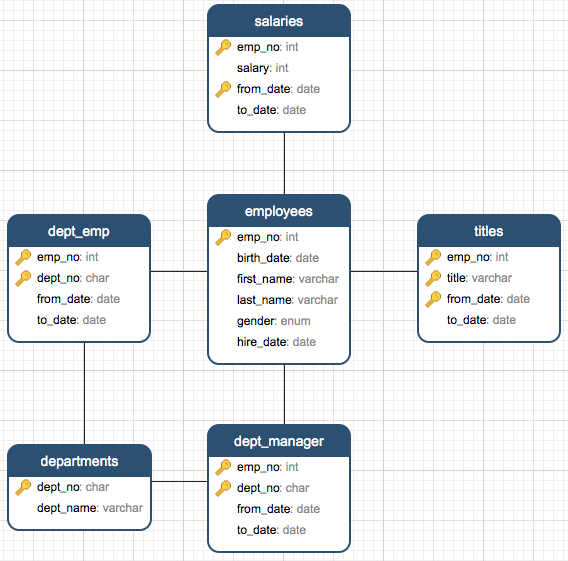 salaries
emp_no: int
salary: int
from_date: date
to_date: date
employees
emp_no: int
birth_date: date
first_name: varchar
last_name: varchar
gender: enum
hire_date: date
dept_emp
emp_no: int
dept_no: char
from_date: date
to_date: date
titles
emp_no: int
title: varchar
from_date: date
to_date: date
departments
dept_no: char
dept_name: varchar
dept_manager
emp_no: int
dept_no: char
from_date: date
to_date: date